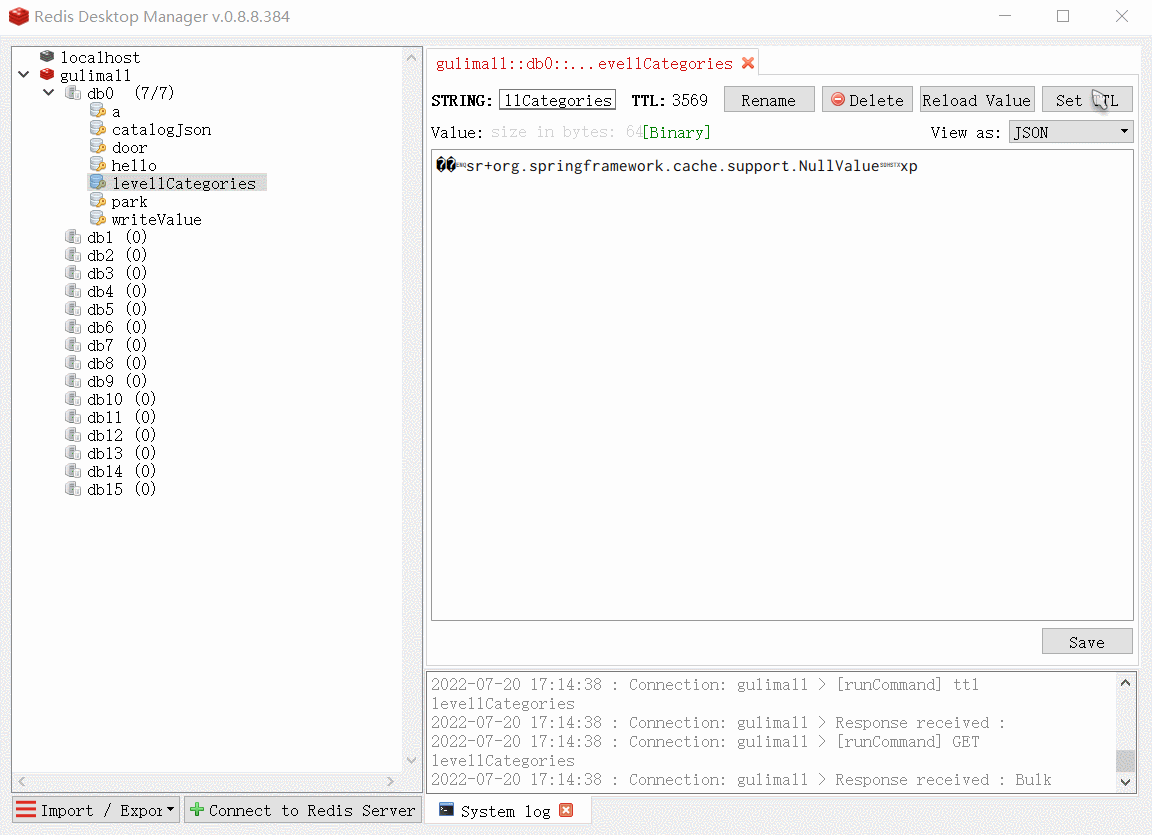 Redis Desktop Manager v.0.8.8.384
localhost
gulimall
db0 (7/7)
a
catalogJson
door
hello
level1Categories
park
writeValue
db1 (0)
db2 (0)
db3 (0)
db4 (0)
db5 (0)
db6 (0)
db7 (0)
db8 (0)
db9 (0)
db10 (0)
db11 (0)
db12 (0)
db13 (0)
db14 (0)
db15 (0)
Import / Expor
Connect to Redis Server
gulimall::db0::...evel1Categories
STRING: l1Categories TTL: 3569 Rename Delete Reload Value Set TTL
Value: size in bytes: 64[Binary] View as: JSON
��ENQsr+org.springframework.cache.support.NullValueSOHSTXxp
Save
2022-07-20 17:14:38 : Connection: gulimall > [runCommand] ttl
level1Categories
2022-07-20 17:14:38 : Connection: gulimall > Response received :
2022-07-20 17:14:38 : Connection: gulimall > [runCommand] GET
level1Categories
2022-07-20 17:14:38 : Connection: gulimall > Response received : Bulk
System log